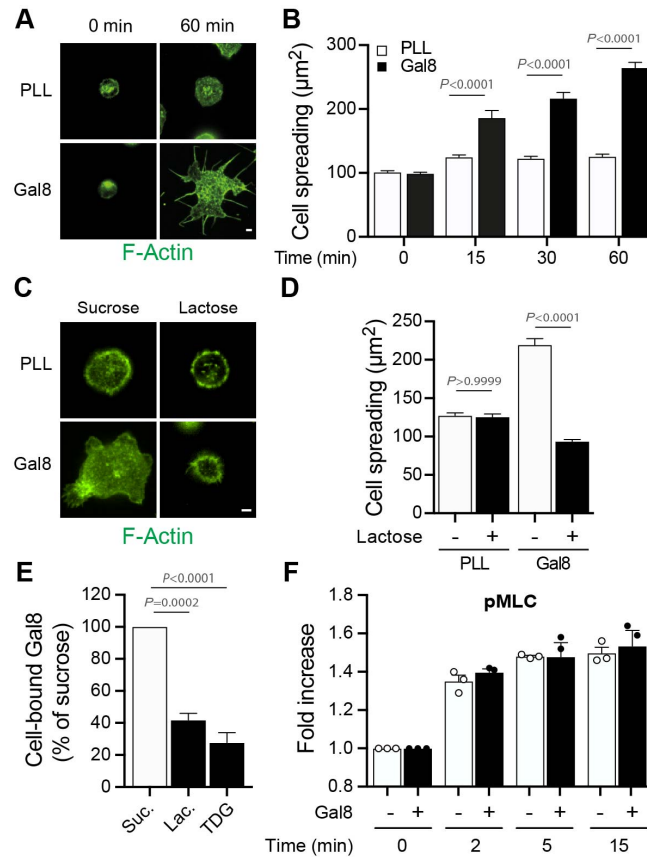 A
0 min 60 min
PLL
Gal8
F-Actin
B
Cell spreading (µm²)
300
200
100
0
PLL
Gal8
P<0.0001
P<0.0001
P<0.0001
Time (min) 0 15 30 60
C
Sucrose Lactose
PLL
Gal8
F-Actin
D
Cell spreading (µm²)
250
200
150
100
50
0
P>0.9999
P<0.0001
Lactose - + - +
PLL Gal8
E
Cell-bound Gal8
(% of sucrose)
120
100
80
60
40
20
0
P<0.0001
P=0.0002
Suc. Lac. TDG
F
pMLC
Fold increase
1.8
1.6
1.4
1.2
1.0
0.8
Gal8 - + - + - + - +
Time (min) 0 2 5 15